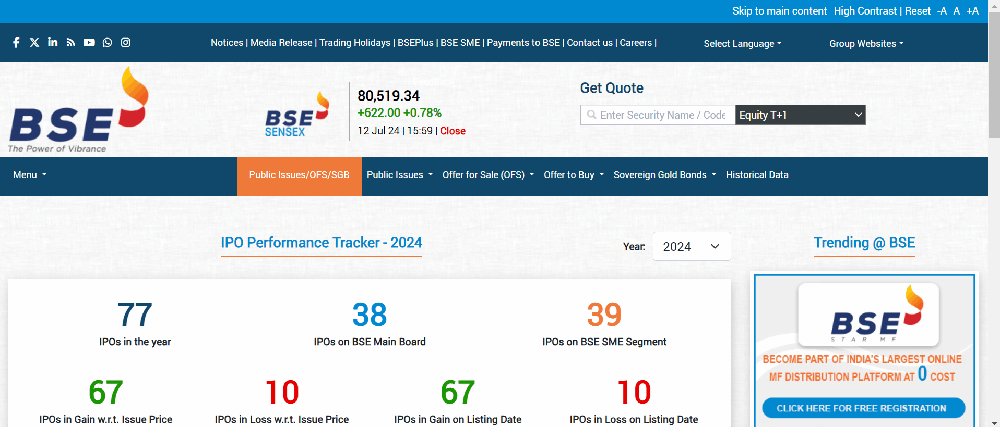 Skip to main content High Contrast | Reset -A A +A
Notices | Media Release | Trading Holidays | BSEPlus | BSE SME | Payments to BSE | Contact us | Careers |
Select Language
Group Websites
BSE
The Power of Vibrance
BSE
SENSEX
Feedback
80,519.34
+622.00 +0.78%
12 Jul 24 | 15:59 | Close
Get Quote
Enter Security Name / Code
Equity T+1
Menu
Public Issues/OFS/SGB
Public Issues
Offer for Sale (OFS)
Offer to Buy
Sovereign Gold Bonds
Historical Data
IPO Performance Tracker - 2024
Year:
2024
Trending @ BSE
77
IPOs in the year
38
IPOs on BSE Main Board
39
IPOs on BSE SME Segment
67
IPOs in Gain w.r.t. Issue Price
10
IPOs in Loss w.r.t. Issue Price
67
IPOs in Gain on Listing Date
10
IPOs in Loss on Listing Date
BSE
STAR MF
BECOME PART OF INDIA'S LARGEST ONLINE
MF DISTRIBUTION PLATFORM AT 0 COST
CLICK HERE FOR FREE REGISTRATION